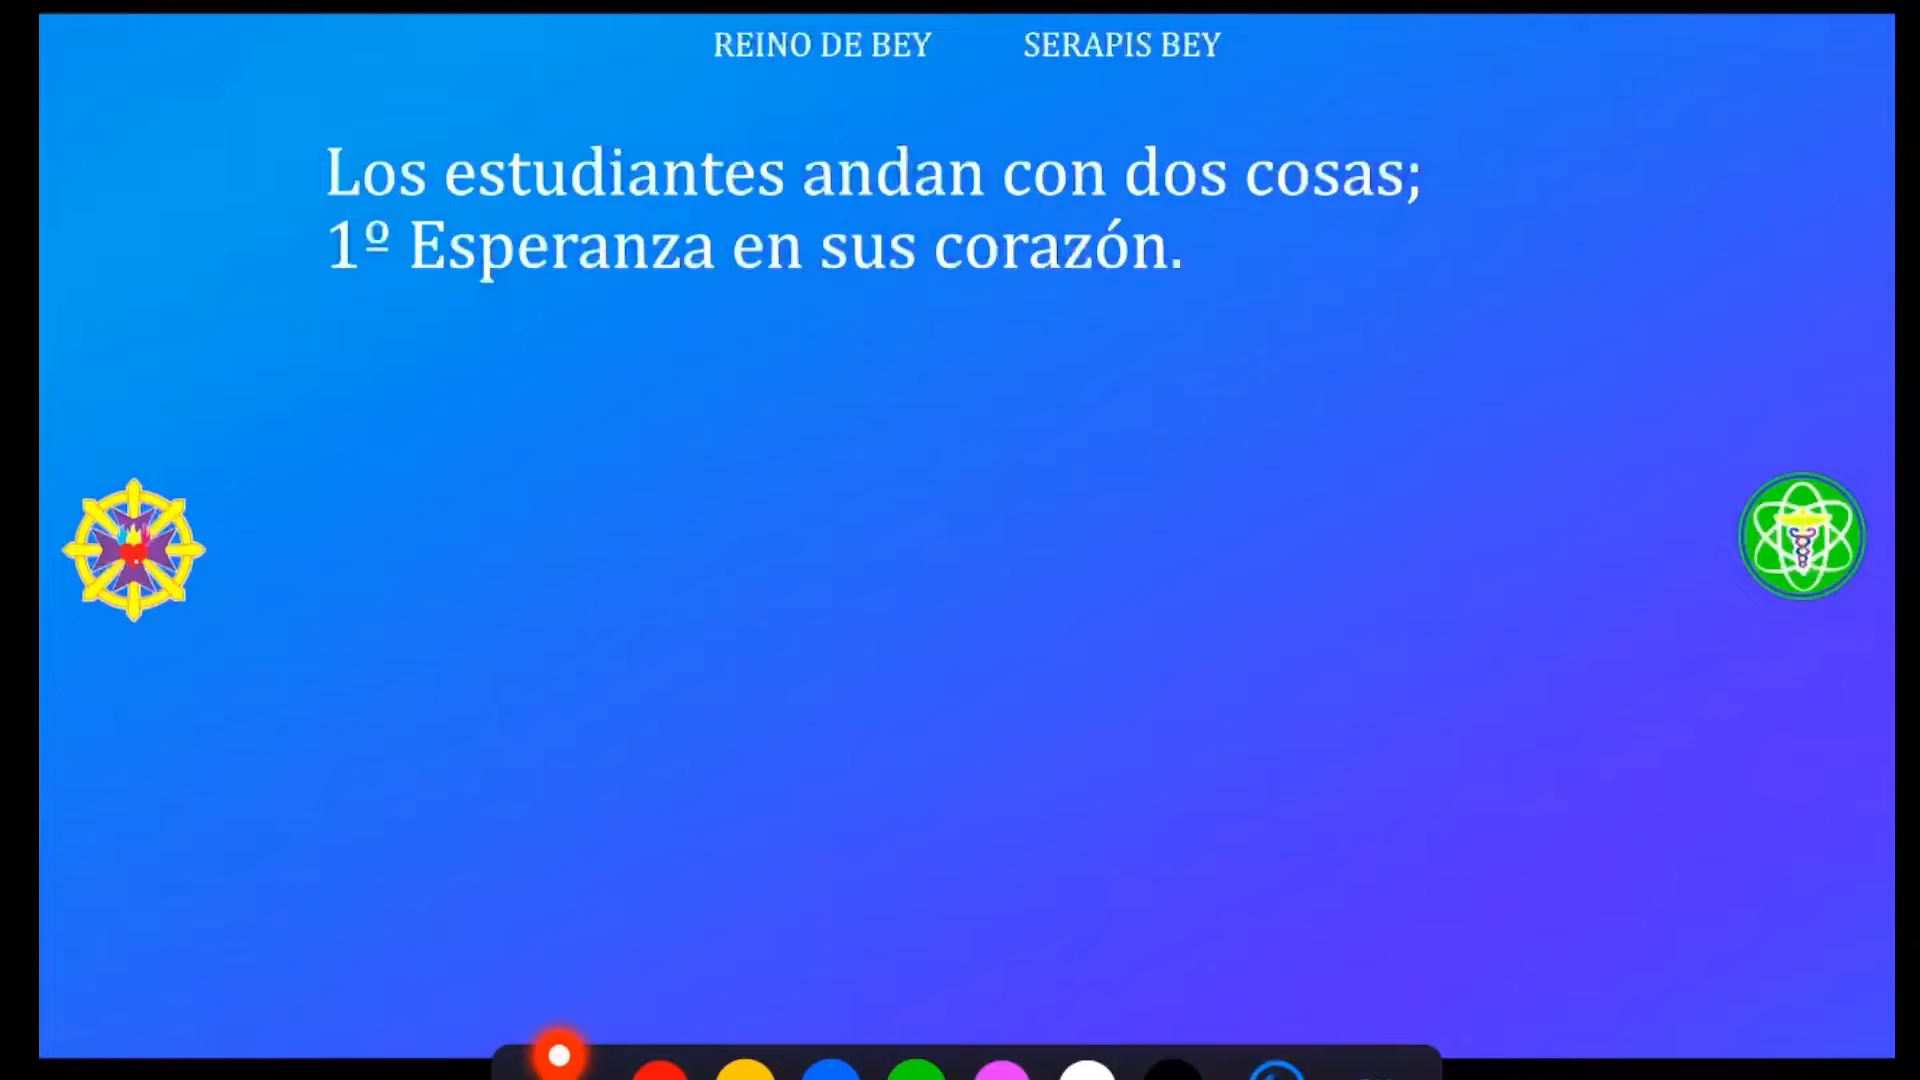 REINO DE BEY SERAPIS BEY
Los estudiantes andan con dos cosas;
1º Esperanza en sus corazón.